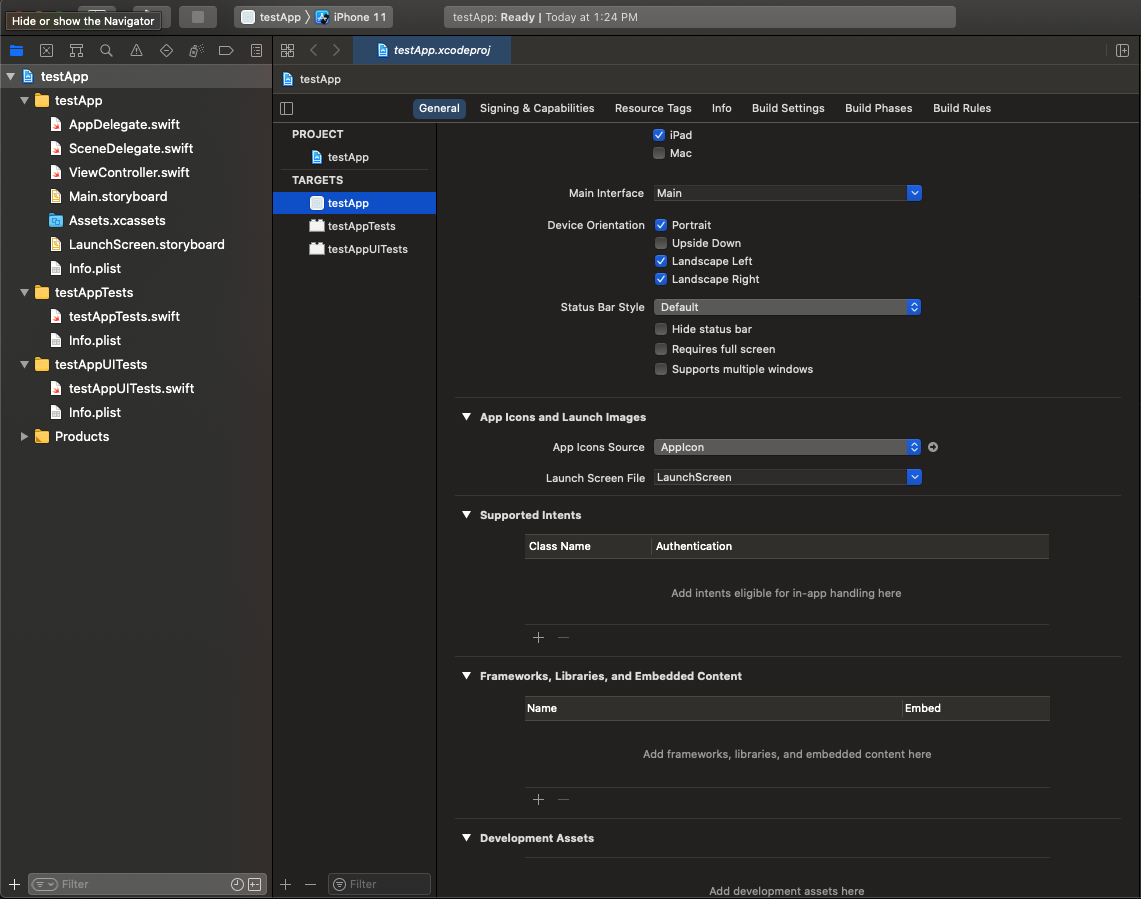 Hide or show the Navigator
testApp
iPhone 11
testApp: Ready | Today at 1:24 PM
testApp.xcodeproj
testApp
testApp
AppDelegate.swift
SceneDelegate.swift
ViewController.swift
Main.storyboard
Assets.xcassets
LaunchScreen.storyboard
Info.plist
testAppTests
testAppTests.swift
Info.plist
testAppUITests
testAppUITests.swift
Info.plist
Products
Filter
testApp
General Signing & Capabilities Resource Tags Info Build Settings Build Phases Build Rules
PROJECT
testApp
TARGETS
testApp
testAppTests
testAppUITests
Filter
iPad
Mac
Main Interface Main
Device Orientation Portrait
Upside Down
Landscape Left
Landscape Right
Status Bar Style Default
Hide status bar
Requires full screen
Supports multiple windows
App Icons and Launch Images
App Icons Source AppIcon
Launch Screen File LaunchScreen
Supported Intents
Class Name Authentication
Add intents eligible for in-app handling here
Frameworks, Libraries, and Embedded Content
Name Embed
Add frameworks, libraries, and embedded content here
Development Assets
Add development assets here